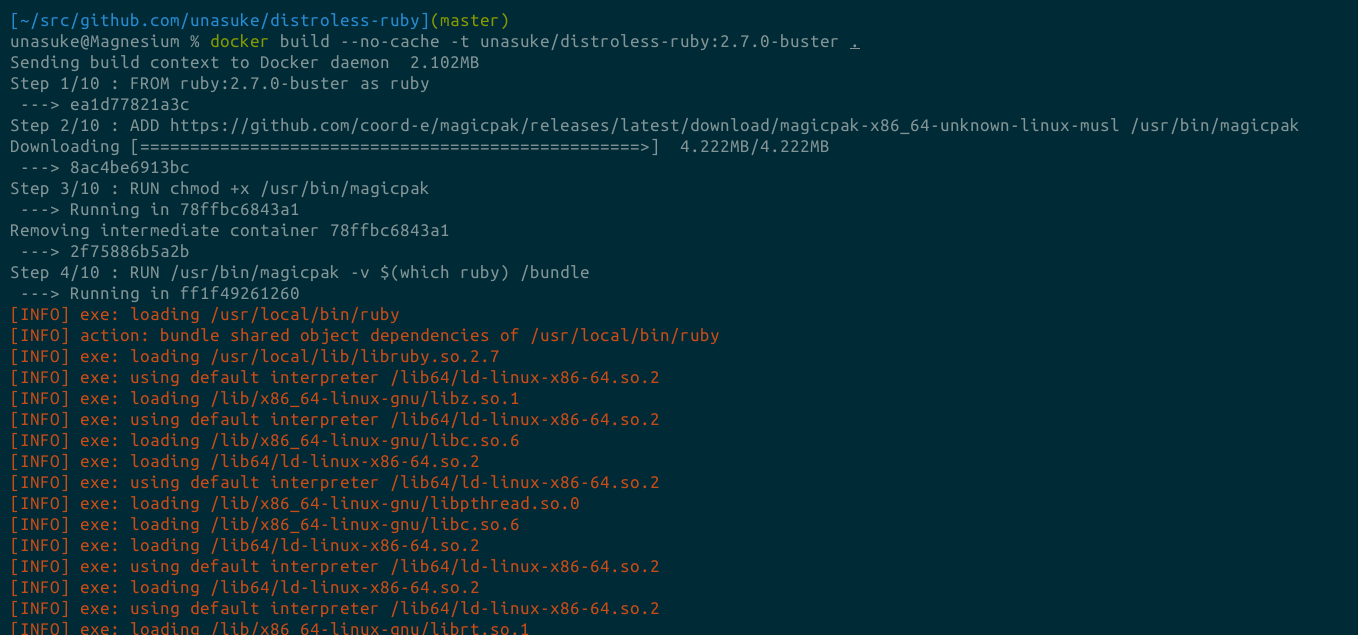 [~/src/github.com/unasuke/distroless-ruby](master)
unasuke@Magnesium % docker build --no-cache -t unasuke/distroless-ruby:2.7.0-buster .
Sending build context to Docker daemon  2.102MB
Step 1/10 : FROM ruby:2.7.0-buster as ruby
 ---> ea1d77821a3c
Step 2/10 : ADD https://github.com/coord-e/magicpak/releases/latest/download/magicpak-x86_64-unknown-linux-musl /usr/bin/magicpak
Downloading [==================================================>]  4.222MB/4.222MB
 ---> 8ac4be6913bc
Step 3/10 : RUN chmod +x /usr/bin/magicpak
 ---> Running in 78ffbc6843a1
Removing intermediate container 78ffbc6843a1
 ---> 2f75886b5a2b
Step 4/10 : RUN /usr/bin/magicpak -v $(which ruby) /bundle
 ---> Running in ff1f49261260
[INFO] exe: loading /usr/local/bin/ruby
[INFO] action: bundle shared object dependencies of /usr/local/bin/ruby
[INFO] exe: loading /usr/local/lib/libruby.so.2.7
[INFO] exe: using default interpreter /lib64/ld-linux-x86-64.so.2
[INFO] exe: loading /lib/x86_64-linux-gnu/libz.so.1
[INFO] exe: using default interpreter /lib64/ld-linux-x86-64.so.2
[INFO] exe: loading /lib/x86_64-linux-gnu/libc.so.6
[INFO] exe: loading /lib64/ld-linux-x86-64.so.2
[INFO] exe: using default interpreter /lib64/ld-linux-x86-64.so.2
[INFO] exe: loading /lib/x86_64-linux-gnu/libpthread.so.0
[INFO] exe: loading /lib/x86_64-linux-gnu/libc.so.6
[INFO] exe: loading /lib64/ld-linux-x86-64.so.2
[INFO] exe: using default interpreter /lib64/ld-linux-x86-64.so.2
[INFO] exe: loading /lib64/ld-linux-x86-64.so.2
[INFO] exe: using default interpreter /lib64/ld-linux-x86-64.so.2
[INFO] exe: loading /lib/x86_64-linux-gnu/librt.so.1